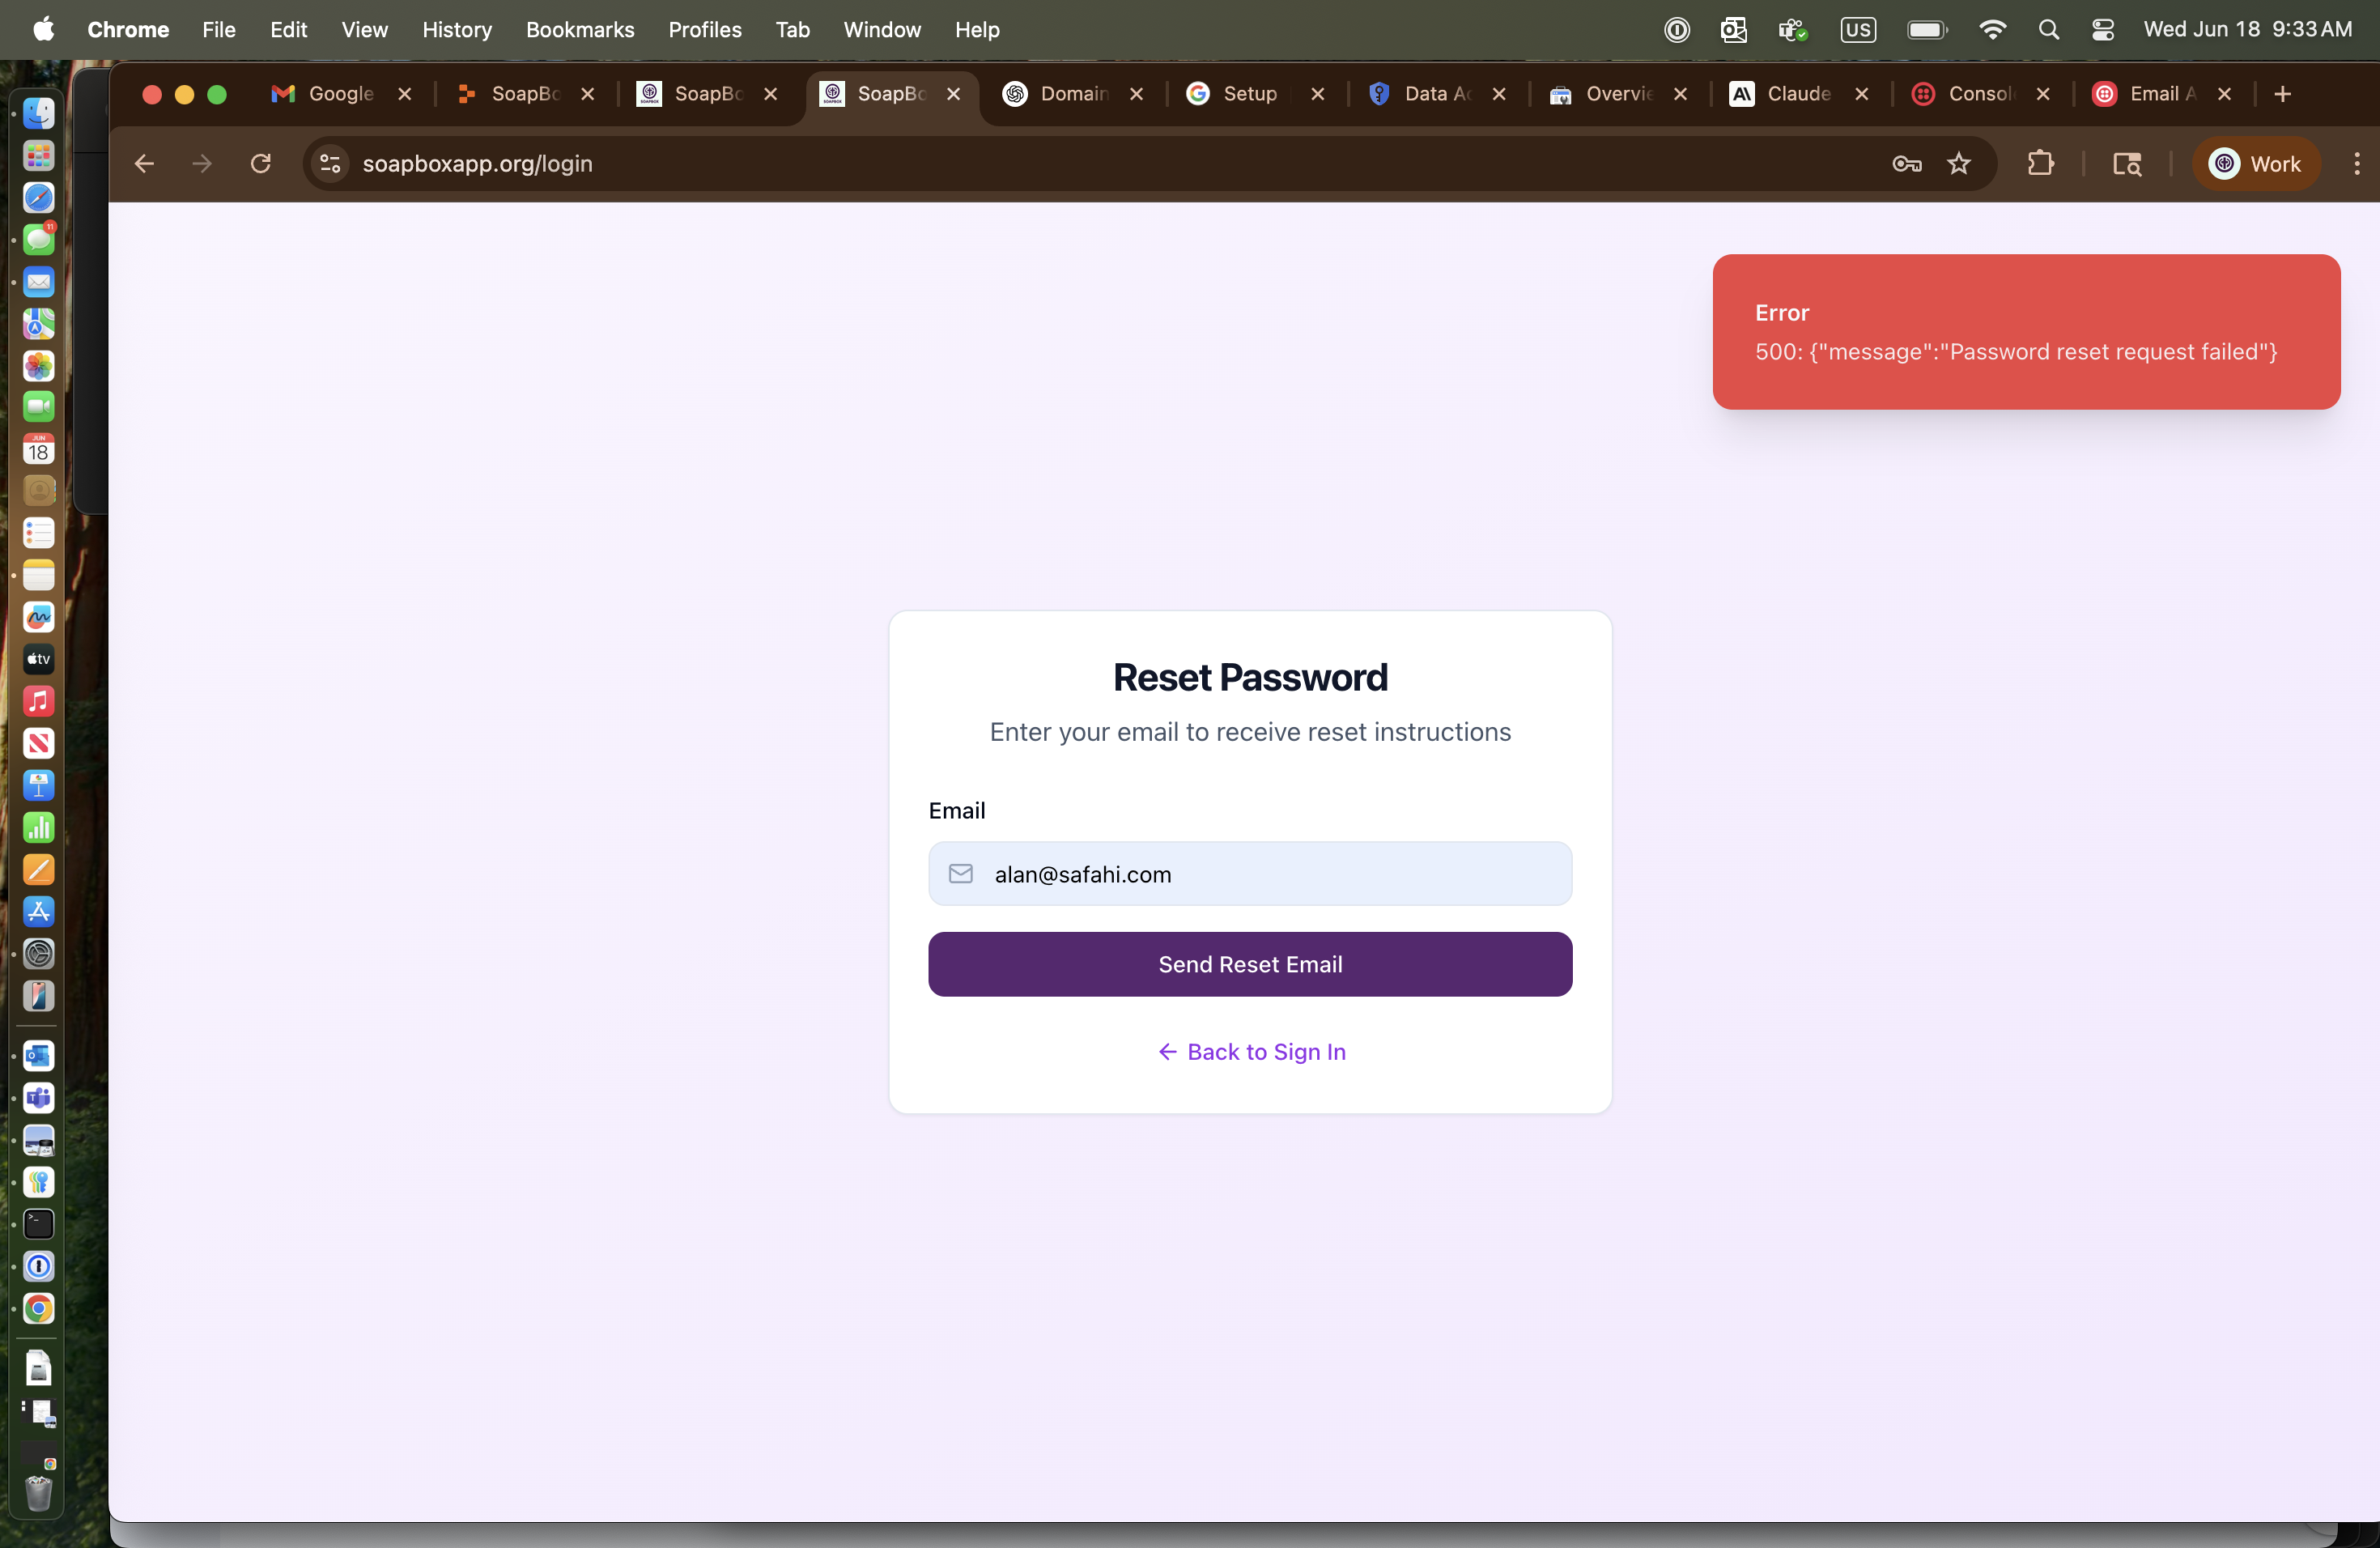 Chrome File Edit View History Bookmarks Profiles Tab Window Help US Wed Jun 18 9:33 AM
Google SoapBo SoapBo SoapBo Domain Setup Data Ac Overvie Claude Consol Email A
soapboxapp.org/login Work
11
JUN
18
tv
Error
500: {"message":"Password reset request failed"}
Reset Password
Enter your email to receive reset instructions
Email
alan@safahi.com
Send Reset Email
← Back to Sign In